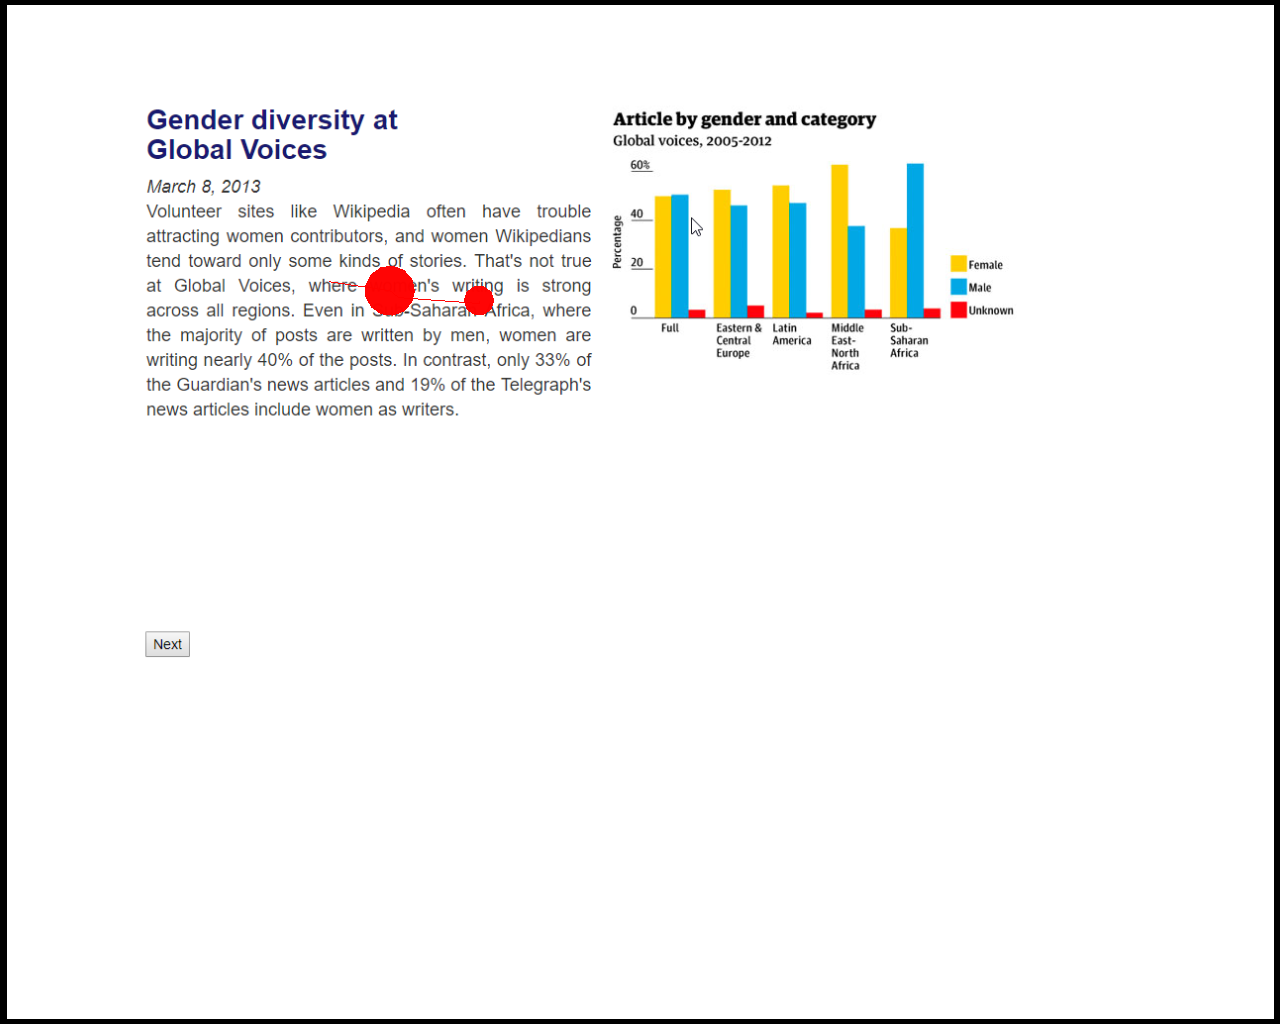 Gender diversity at
Global Voices
March 8, 2013
Volunteer sites like Wikipedia often have trouble
attracting women contributors, and women Wikipedians
tend toward only some kinds of stories. That's not true
at Global Voices, where en's writing is strong
across all regions. Even in Saharan Africa, where
the majority of posts are written by men, women are
writing nearly 40% of the posts. In contrast, only 33% of
the Guardian's news articles and 19% of the Telegraph's
news articles include women as writers.
Next
Article by gender and category
Global voices, 2005-2012
60%
40
20
0
Percentage
Full
Eastern &
Central
Europe
Latin
America
Middle
East-
North
Africa
Sub-
Saharan
Africa
Female
Male
Unknown